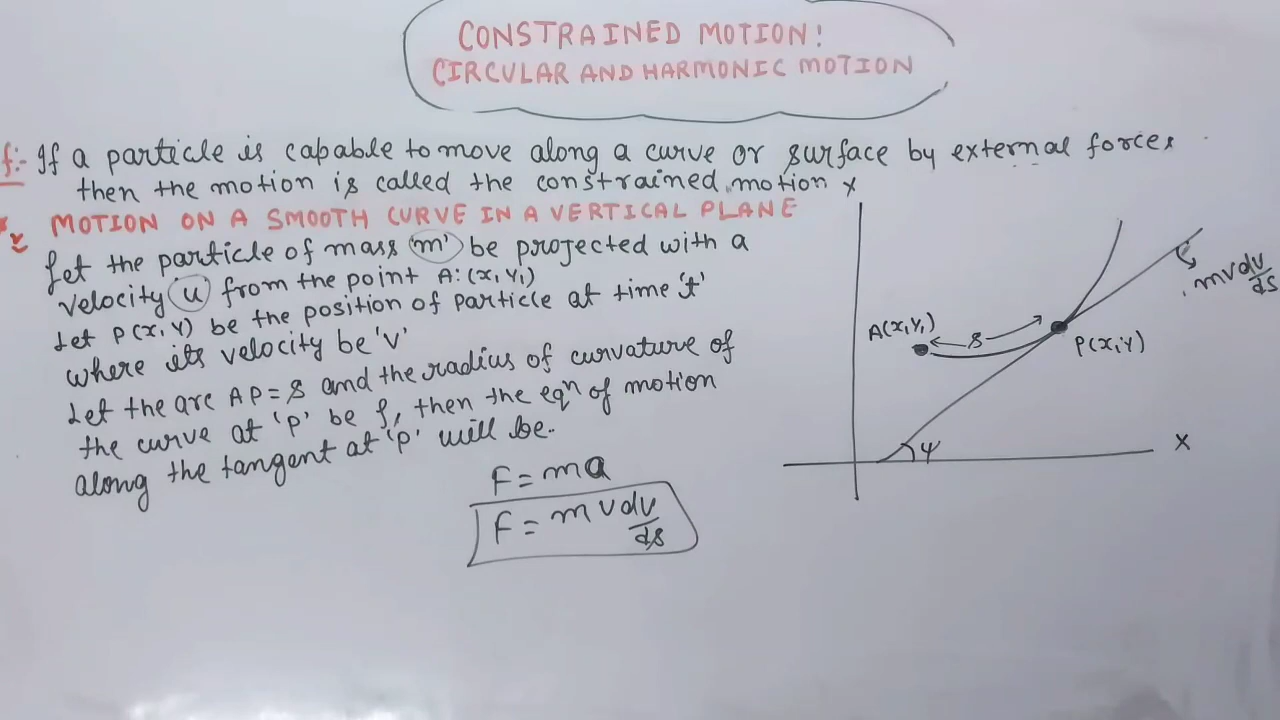 CONSTRAINED MOTION!
CIRCULAR AND HARMONIC MOTION
f:- If a particle is capable to move along a curve or surface by external forces
then the motion is called the constrained motion
MOTION ON A SMOOTH CURVE IN A VERTICAL PLANE
Let the particle of mass 'm' be projected with a
velocity u from the point A:(x,Y₁)
Let P(x,Y) be the position of particle at time 't'
where its velocity be 'v'
Let the arc AP = s and the radius of curvature of
the curve at 'P' be ρ, then the eqⁿ of motion
along the tangent at 'P' will be.
F = ma
F = m v dv/ds
Y
m v dv/ds
A(x,Y₁)
s
P(x,Y)
ψ
X